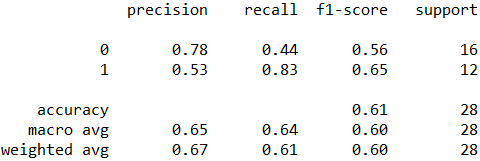 precision recall f1-score support
0 0.78 0.44 0.56 16
1 0.53 0.83 0.65 12
accuracy 0.61 28
macro avg 0.65 0.64 0.60 28
weighted avg 0.67 0.61 0.60 28